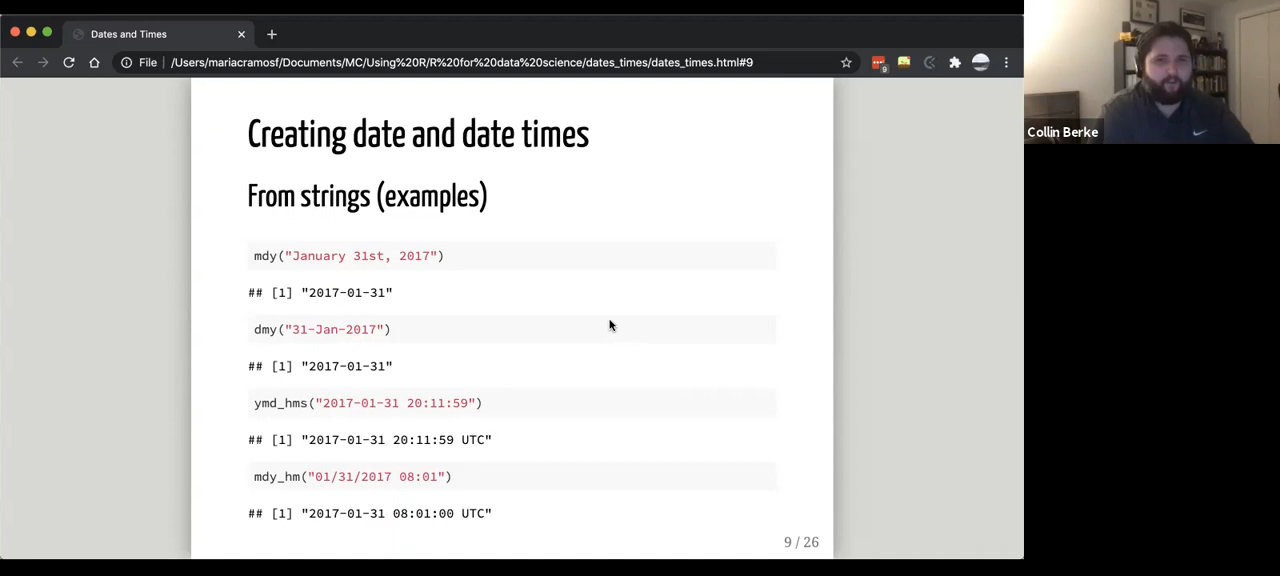 Dates and Times
File
/Users/mariacramosf/Documents/MC/Using%20R/R%20for%20data%20science/dates_times/dates_times.html#9
9
Collin Berke
Creating date and date times
From strings (examples)
mdy("January 31st, 2017")
## [1] "2017-01-31"
dmy("31-Jan-2017")
## [1] "2017-01-31"
ymd_hms("2017-01-31 20:11:59")
## [1] "2017-01-31 20:11:59 UTC"
mdy_hm("01/31/2017 08:01")
## [1] "2017-01-31 08:01:00 UTC"
9 / 26